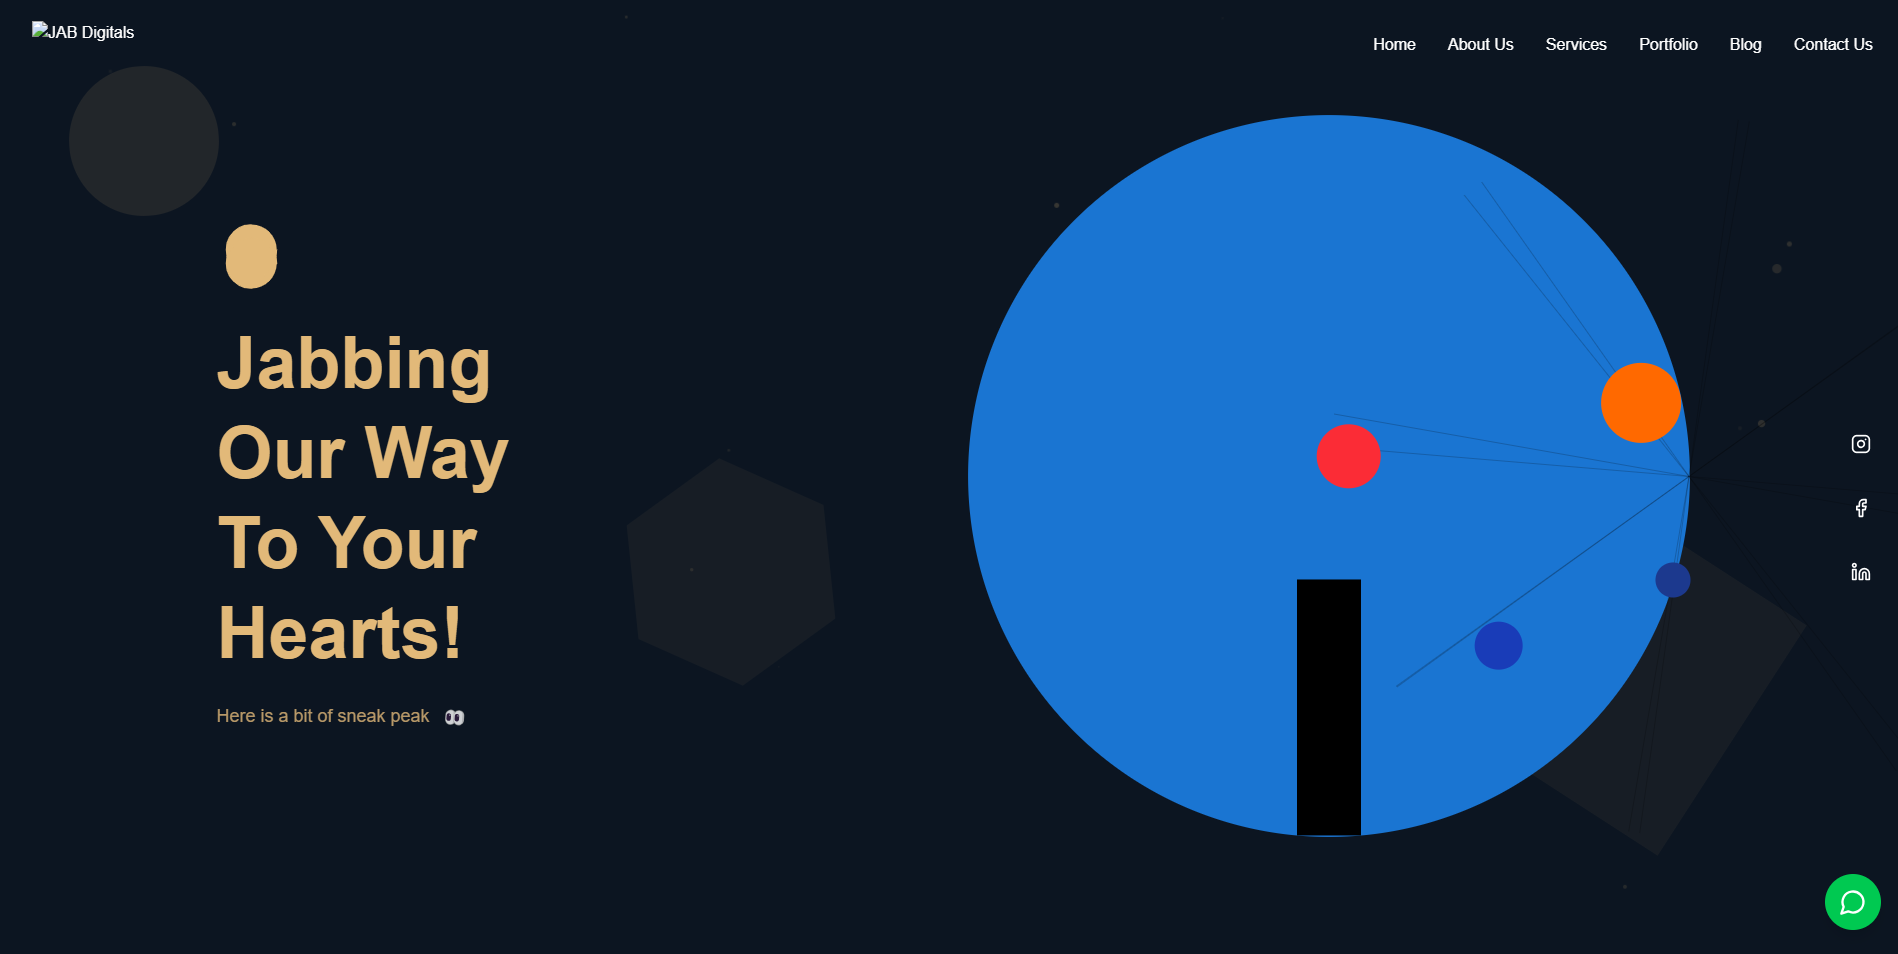 JAB Digitals
Home About Us Services Portfolio Blog Contact Us
Jabbing
Our Way
To Your
Hearts!
Here is a bit of sneak peak 👀